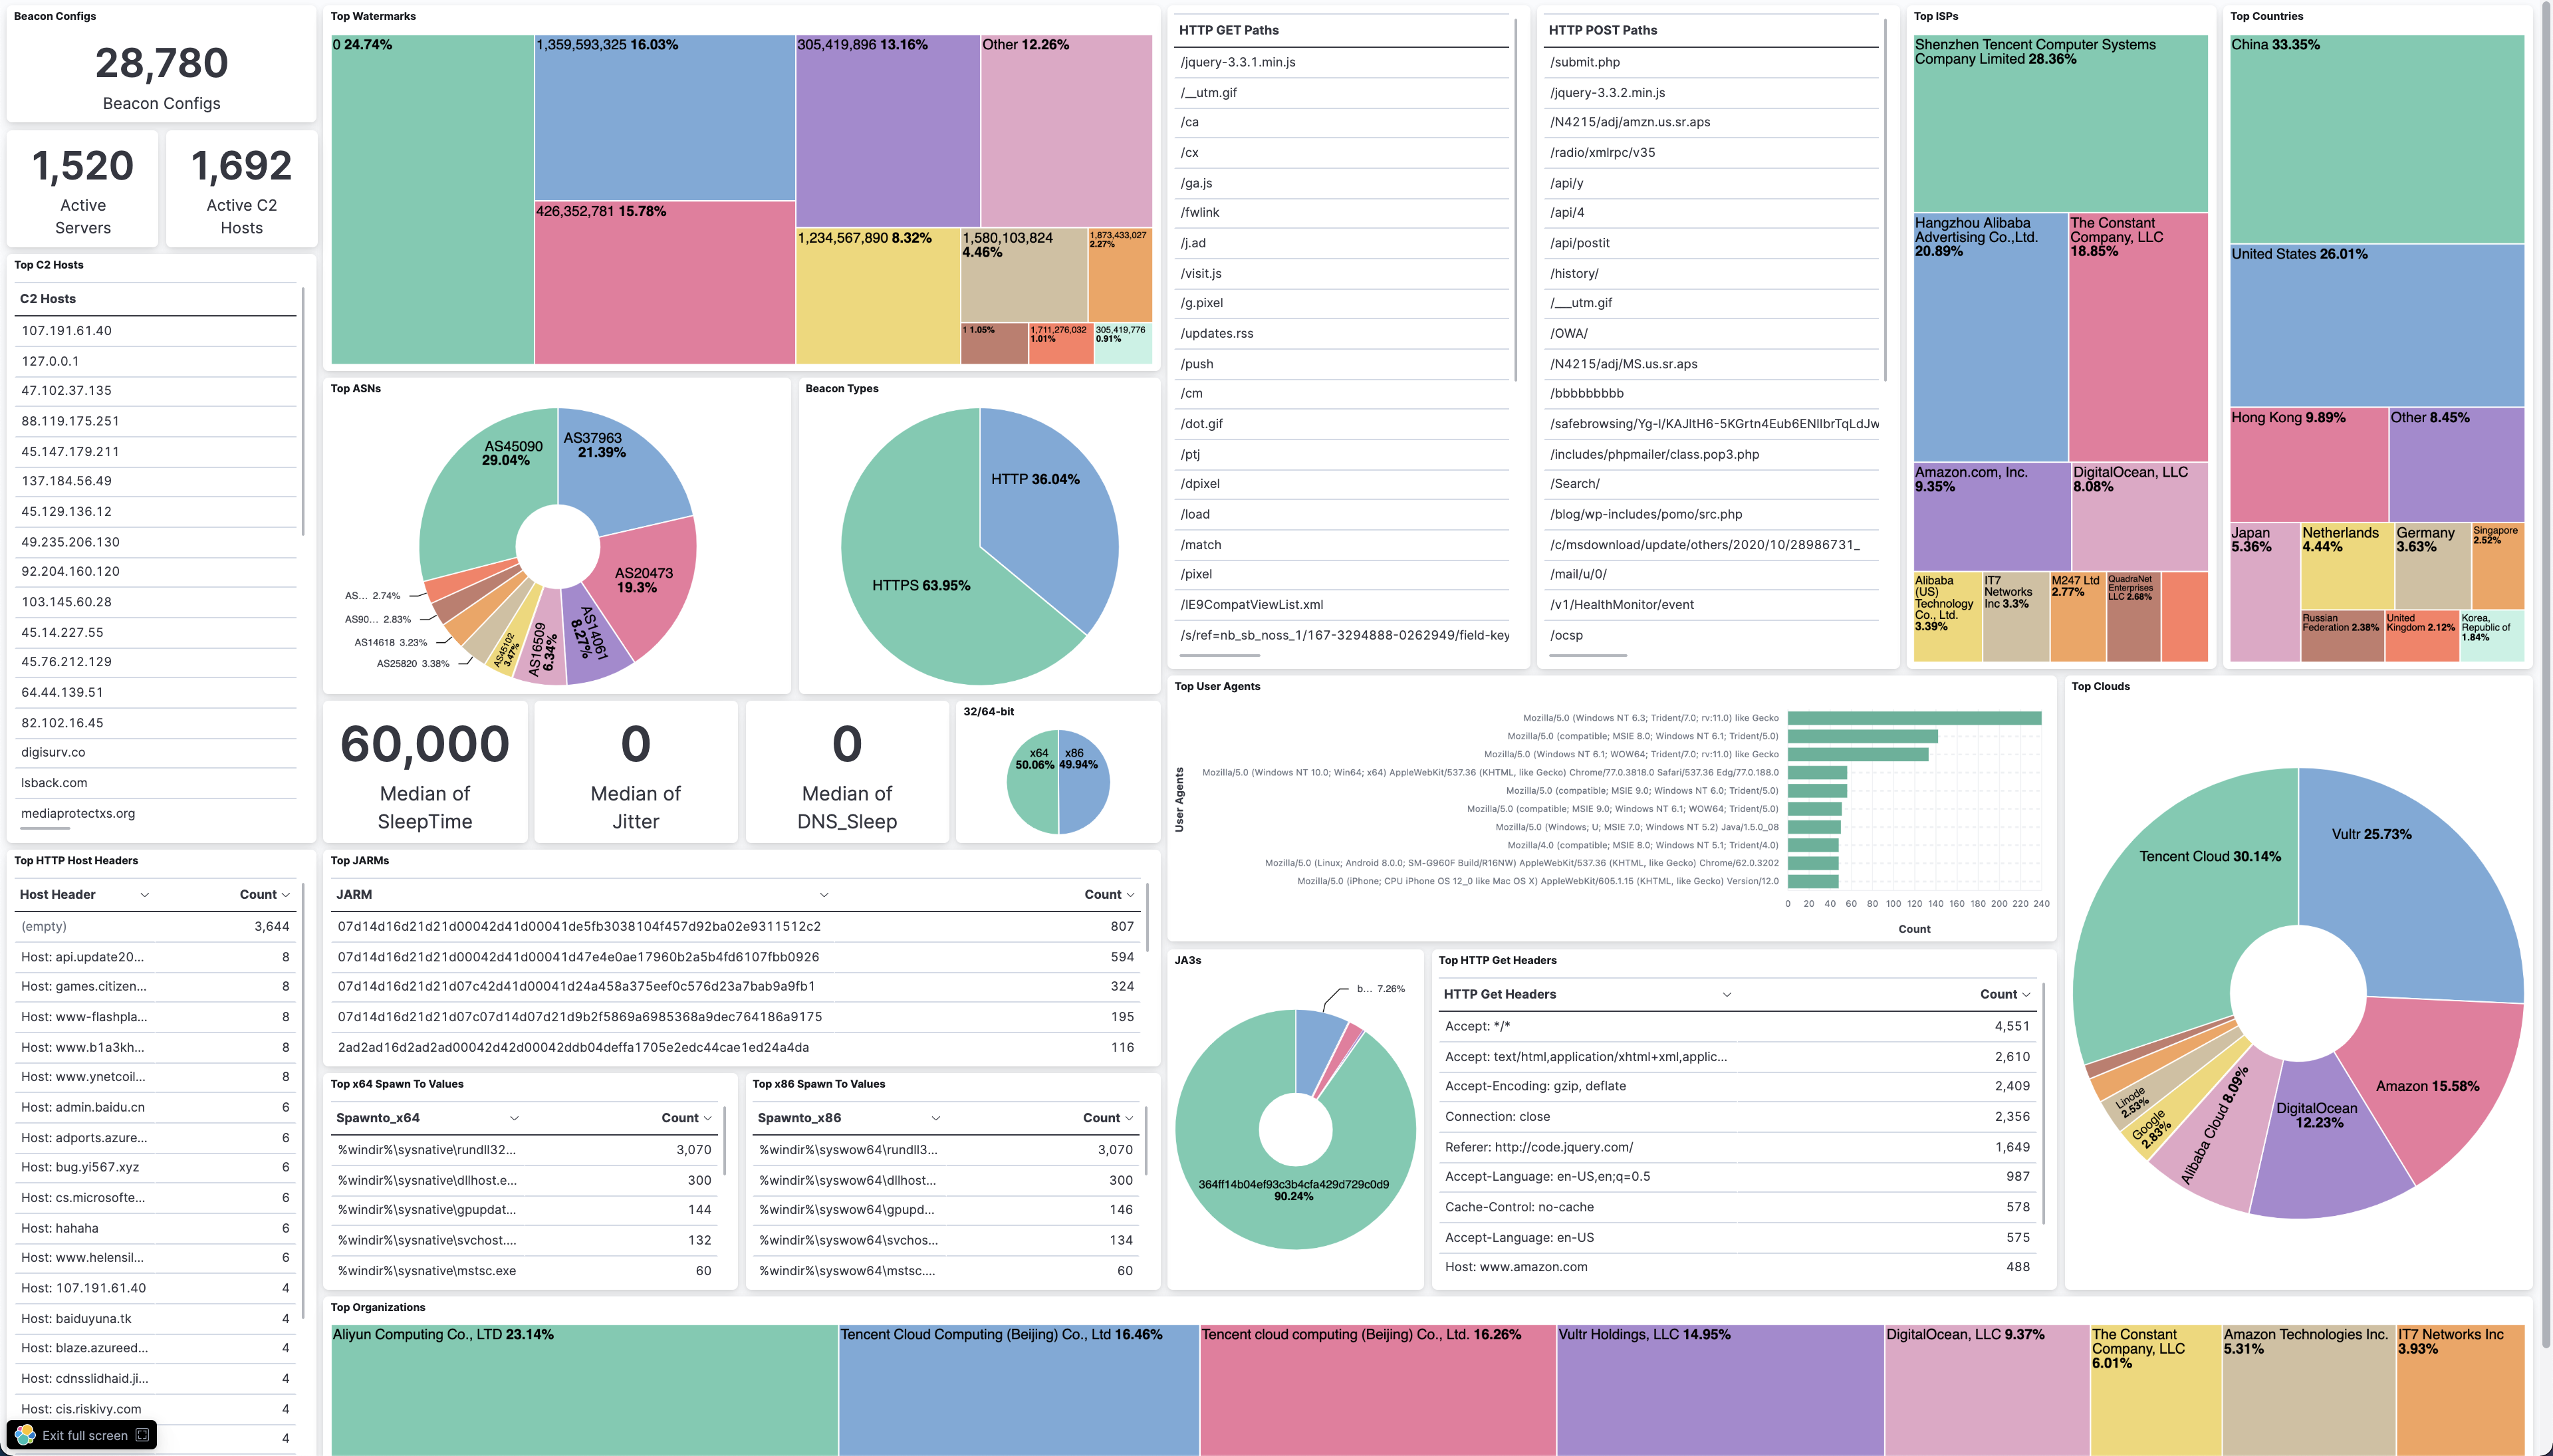 Beacon Configs
28,780
Beacon Configs
1,520
Active
Servers
1,692
Active C2
Hosts
Top C2 Hosts
C2 Hosts
107.191.61.40
127.0.0.1
47.102.37.135
88.119.175.251
45.147.179.211
137.184.56.49
45.129.136.12
49.235.206.130
92.204.160.120
103.145.60.28
45.14.227.55
45.76.212.129
64.44.139.51
82.102.16.45
digisurv.co
lsback.com
mediaprotectxs.org
Top HTTP Host Headers
Host Header Count
(empty) 3,644
Host: api.update20... 8
Host: games.citizen... 8
Host: www-flashpla... 8
Host: www.b1a3kh... 8
Host: www.ynetcoil... 8
Host: admin.baidu.cn 6
Host: adports.azure... 6
Host: bug.yi567.xyz 6
Host: cs.microsofte... 6
Host: hahaha 6
Host: www.helensil... 6
Host: 107.191.61.40 4
Host: baiduyuna.tk 4
Host: blaze.azureed... 4
Host: cdnsslidhaid.ji... 4
Host: cis.riskivy.com 4
4
Exit full screen
Top Watermarks
0 24.74%
1,359,593,325 16.03%
426,352,781 15.78%
305,419,896 13.16%
Other 12.26%
1,234,567,890 8.32%
1,580,103,824
4.46%
1,873,433,027
2.27%
1 1.05%
1,711,276,032
1.01%
305,419,776
0.91%
Top ASNs
AS45090
29.04%
AS37963
21.39%
AS20473
19.3%
AS14061
8.27%
AS16509
6.34%
AS45102
3.47%
AS25820 3.38%
AS14618 3.23%
AS90... 2.83%
AS... 2.74%
Beacon Types
HTTP 36.04%
HTTPS 63.95%
60,000
Median of
SleepTime
0
Median of
Jitter
0
Median of
DNS_Sleep
32/64-bit
x64
50.06%
x86
49.94%
Top JARMs
JARM Count
07d14d16d21d21d00042d41d00041de5fb3038104f457d92ba02e9311512c2 807
07d14d16d21d21d00042d41d00041d47e4e0ae17960b2a5b4fd6107fbb0926 594
07d14d16d21d21d07c42d41d00041d24a458a375eef0c576d23a7bab9a9fb1 324
07d14d16d21d21d07c07d14d07d21d9b2f5869a6985368a9dec764186a9175 195
2ad2ad16d2ad2ad00042d42d00042ddb04deffa1705e2edc44cae1ed24a4da 116
Top x64 Spawn To Values
Spawnto_x64 Count
%windir%\sysnative\rundll32... 3,070
%windir%\sysnative\dllhost.e... 300
%windir%\sysnative\gpupdat... 144
%windir%\sysnative\svchost.... 132
%windir%\sysnative\mstsc.exe 60
Top x86 Spawn To Values
Spawnto_x86 Count
%windir%\syswow64\rundll3... 3,070
%windir%\syswow64\dllhost... 300
%windir%\syswow64\gpupd... 146
%windir%\syswow64\svchos... 134
%windir%\syswow64\mstsc.... 60
HTTP GET Paths
/jquery-3.3.1.min.js
/__utm.gif
/ca
/cx
/ga.js
/fwlink
/j.ad
/visit.js
/g.pixel
/updates.rss
/push
/cm
/dot.gif
/ptj
/dpixel
/load
/match
/pixel
/IE9CompatViewList.xml
/s/ref=nb_sb_noss_1/167-3294888-0262949/field-key
HTTP POST Paths
/submit.php
/jquery-3.3.2.min.js
/N4215/adj/amzn.us.sr.aps
/radio/xmlrpc/v35
/api/y
/api/4
/api/postit
/history/
/___utm.gif
/OWA/
/N4215/adj/MS.us.sr.aps
/bbbbbbbbb
/safebrowsing/Yg-l/KAJltH6-5KGrtn4Eub6ENIlbrTqLdJw
/includes/phpmailer/class.pop3.php
/Search/
/blog/wp-includes/pomo/src.php
/c/msdownload/update/others/2020/10/28986731_
/mail/u/0/
/v1/HealthMonitor/event
/ocsp
Top ISPs
Shenzhen Tencent Computer Systems
Company Limited 28.36%
Hangzhou Alibaba
Advertising Co.,Ltd.
20.89%
The Constant
Company, LLC
18.85%
Amazon.com, Inc.
9.35%
DigitalOcean, LLC
8.08%
Alibaba
(US)
Technology
Co., Ltd.
3.39%
IT7
Networks
Inc 3.3%
M247 Ltd
2.77%
QuadraNet
Enterprises
LLC 2.68%
Top Countries
China 33.35%
United States 26.01%
Hong Kong 9.89%
Other 8.45%
Japan
5.36%
Netherlands
4.44%
Germany
3.63%
Singapore
2.52%
Russian
Federation 2.38%
United
Kingdom 2.12%
Korea,
Republic of
1.84%
Top User Agents
User Agents
Mozilla/5.0 (Windows NT 6.3; Trident/7.0; rv:11.0) like Gecko
Mozilla/5.0 (compatible; MSIE 8.0; Windows NT 6.1; Trident/5.0)
Mozilla/5.0 (Windows NT 6.1; WOW64; Trident/7.0; rv:11.0) like Gecko
Mozilla/5.0 (Windows NT 10.0; Win64; x64) AppleWebKit/537.36 (KHTML, like Gecko) Chrome/77.0.3818.0 Safari/537.36 Edg/77.0.188.0
Mozilla/5.0 (compatible; MSIE 9.0; Windows NT 6.0; Trident/5.0)
Mozilla/5.0 (compatible; MSIE 9.0; Windows NT 6.1; WOW64; Trident/5.0)
Mozilla/5.0 (Windows; U; MSIE 7.0; Windows NT 5.2) Java/1.5.0_08
Mozilla/4.0 (compatible; MSIE 8.0; Windows NT 5.1; Trident/4.0)
Mozilla/5.0 (Linux; Android 8.0.0; SM-G960F Build/R16NW) AppleWebKit/537.36 (KHTML, like Gecko) Chrome/62.0.3202
Mozilla/5.0 (iPhone; CPU iPhone OS 12_0 like Mac OS X) AppleWebKit/605.1.15 (KHTML, like Gecko) Version/12.0
0 20 40 60 80 100 120 140 160 180 200 220 240
Count
JA3s
b... 7.26%
364ff14b04ef93c3b4cfa429d729c0d9
90.24%
Top HTTP Get Headers
HTTP Get Headers Count
Accept: */* 4,551
Accept: text/html,application/xhtml+xml,applic... 2,610
Accept-Encoding: gzip, deflate 2,409
Connection: close 2,356
Referer: http://code.jquery.com/ 1,649
Accept-Language: en-US,en;q=0.5 987
Cache-Control: no-cache 578
Accept-Language: en-US 575
Host: www.amazon.com 488
Top Clouds
Tencent Cloud 30.14%
Vultr 25.73%
Amazon 15.58%
DigitalOcean
12.23%
Alibaba Cloud 8.09%
Google
2.83%
Linode
2.53%
Top Organizations
Aliyun Computing Co., LTD 23.14%
Tencent Cloud Computing (Beijing) Co., Ltd 16.46%
Tencent cloud computing (Beijing) Co., Ltd. 16.26%
Vultr Holdings, LLC 14.95%
DigitalOcean, LLC 9.37%
The Constant
Company, LLC
6.01%
Amazon Technologies Inc.
5.31%
IT7 Networks Inc
3.93%